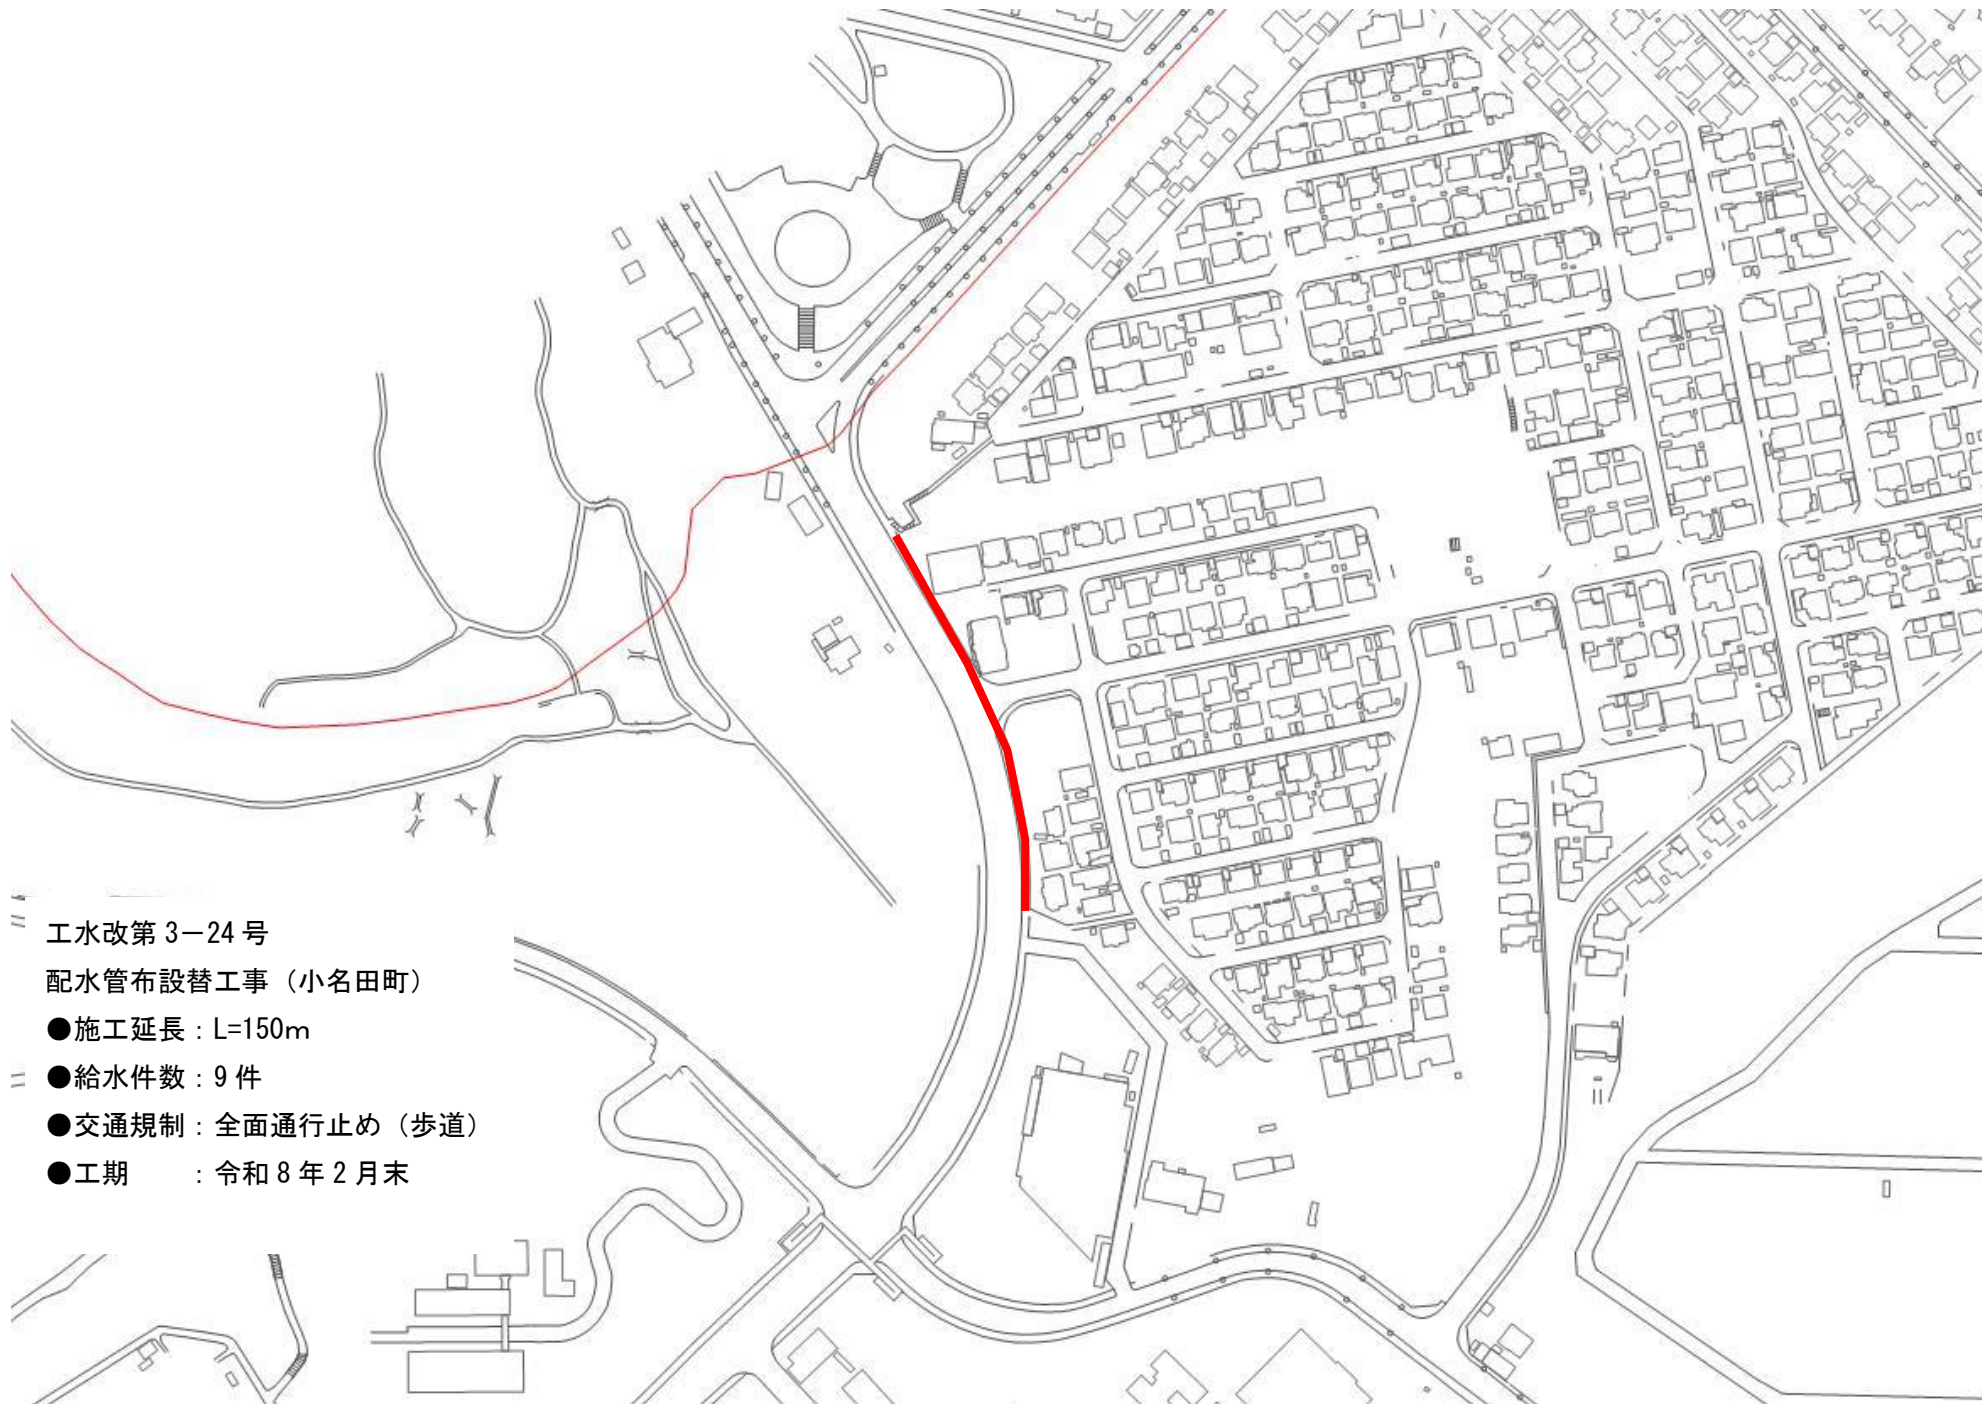 工水改第3－24号
配水管布設替工事（小名田町）
●施工延長：L=150ｍ
●給水件数：9件
●交通規制：全面通行止め（歩道）
●工期　　：令和8年2月末